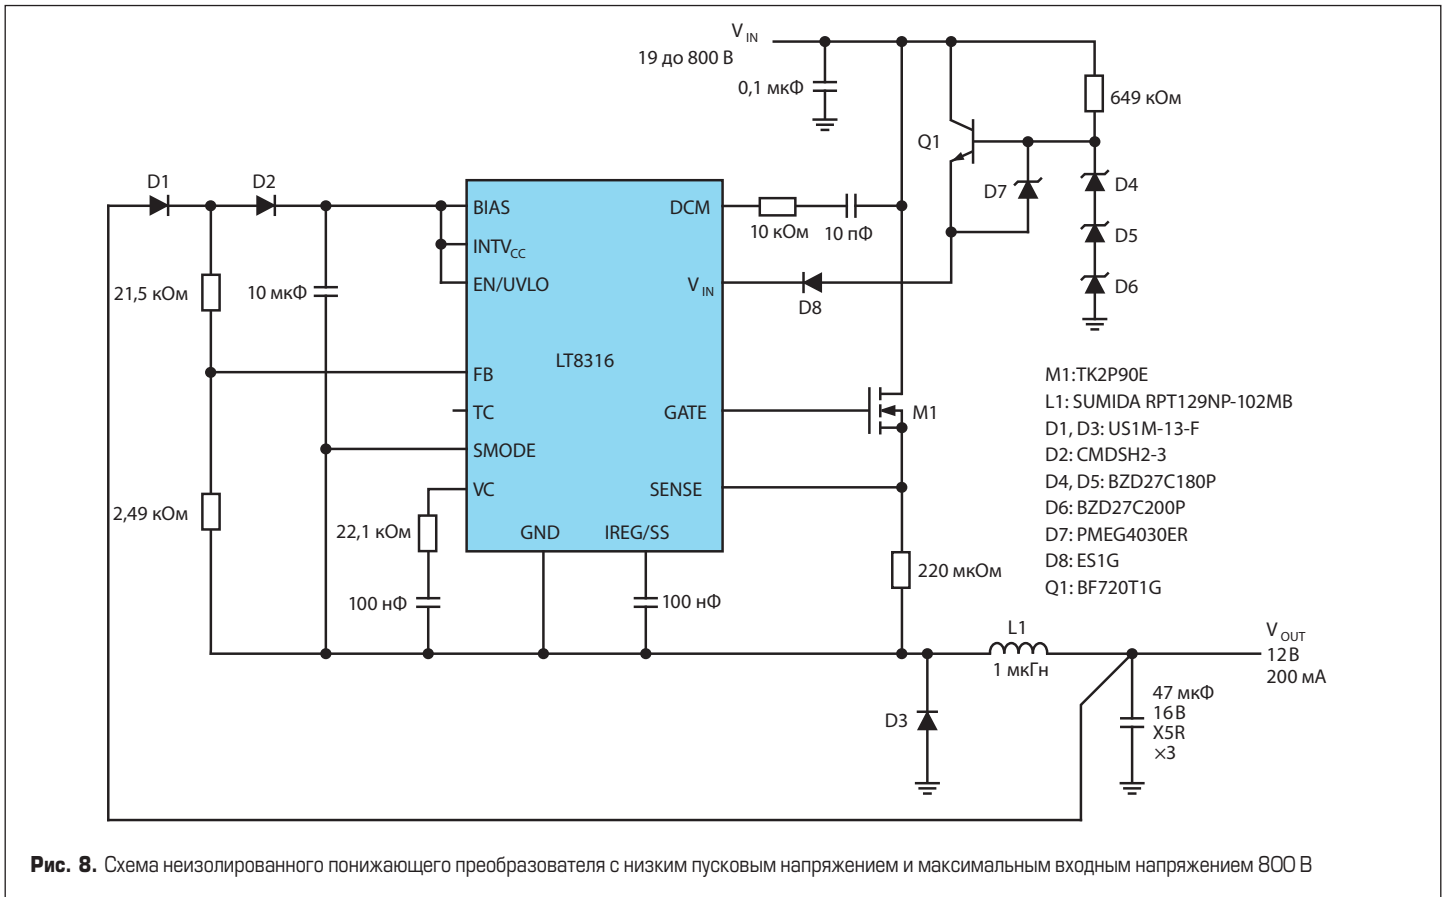 V IN
19 до 800 В
0,1 мкФ
649 кОм
Q1
D7
D4
D5
D6
D1
D2
BIAS
DCM
10 кОм
10 пФ
INTVCC
EN/UVLO
V IN
D8
21,5 кОм
10 мкФ
LT8316
FB
TC
GATE
M1
SMODE
VC
SENSE
2,49 кОм
22,1 кОм
GND
IREG/SS
220 мкОм
100 нФ
100 нФ
M1:TK2P90E
L1: SUMIDA RPT129NP-102MB
D1, D3: US1M-13-F
D2: CMDSH2-3
D4, D5: BZD27C180P
D6: BZD27C200P
D7: PMEG4030ER
D8: ES1G
Q1: BF720T1G
L1
1 мкГн
V OUT
12 В
200 мА
D3
47 мкФ
16 В
X5R
×3
Рис. 8. Схема неизолированного понижающего преобразователя с низким пусковым напряжением и максимальным входным напряжением 800 В